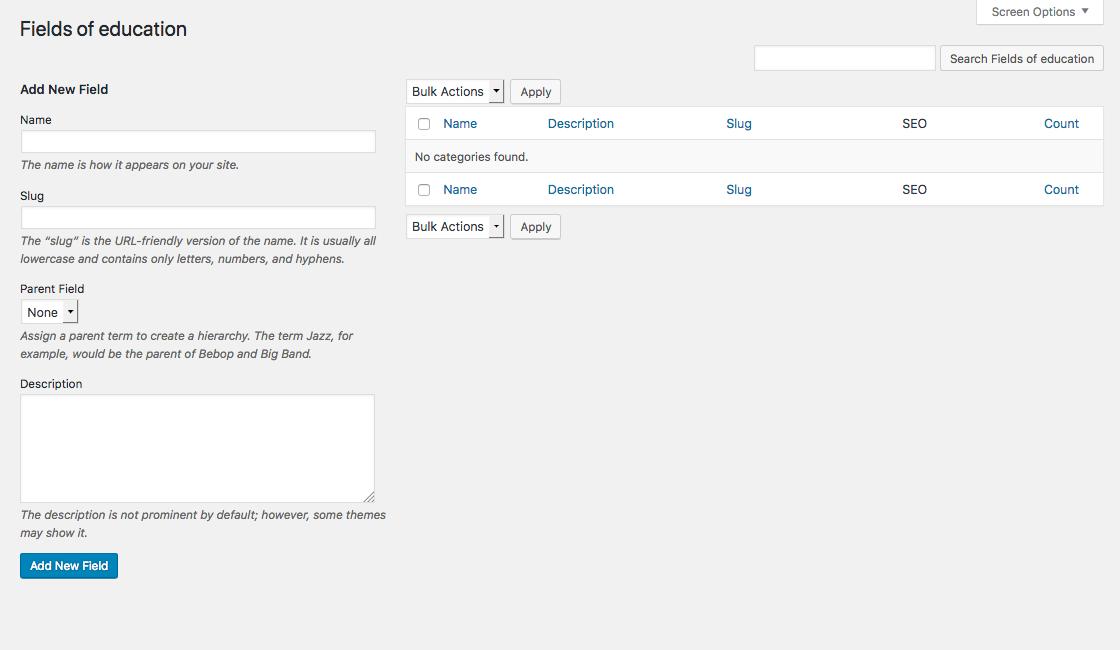 Screen Options
Fields of education
Search Fields of education
Add New Field
Name
The name is how it appears on your site.
Slug
The “slug” is the URL-friendly version of the name. It is usually all
lowercase and contains only letters, numbers, and hyphens.
Parent Field
None
Assign a parent term to create a hierarchy. The term Jazz, for
example, would be the parent of Bebop and Big Band.
Description
The description is not prominent by default; however, some themes
may show it.
Add New Field
Bulk Actions Apply
Name Description Slug SEO Count
No categories found.
Name Description Slug SEO Count
Bulk Actions Apply